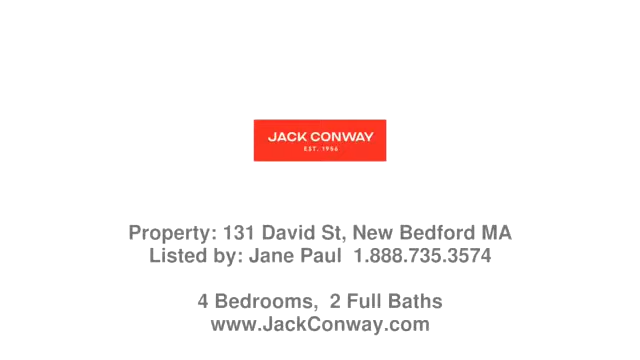 JACK CONWAY
EST. 1956
Property: 131 David St, New Bedford MA
Listed by: Jane Paul  1.888.735.3574
4 Bedrooms,  2 Full Baths
www.JackConway.com